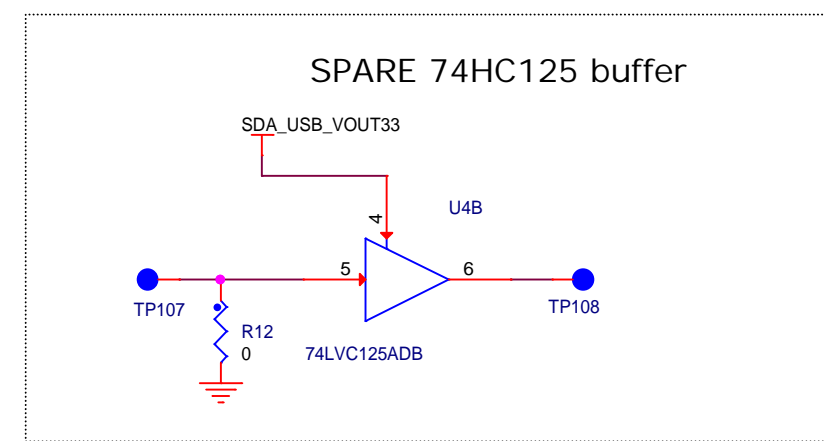 SPARE 74HC125 buffer
SDA_USB_VOUT33
4
U4B
5
6
TP107
TP108
R12
0
74LVC125ADB